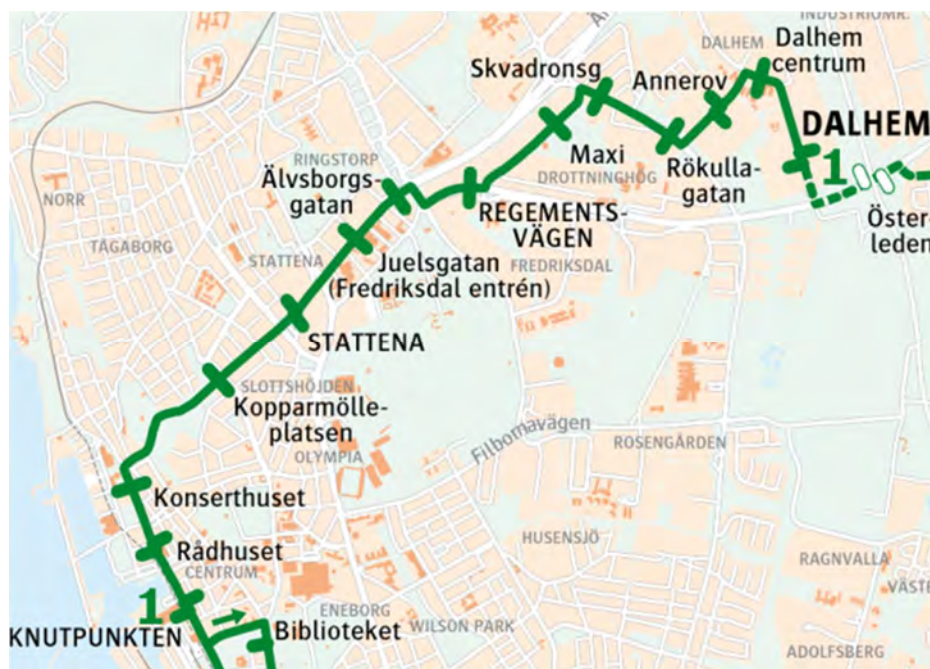 INDUSTRIOMR.
DALHEM
Dalhem
centrum
Skvadronsg
Annerov
DALHEM
1
Maxi
DROTTNINGHÖG
Rökulla-
gatan
RINGSTORP
Älvsborgs-
gatan
NORR
REGEMENTS-
VÄGEN
Öster-
leden
TÅGABORG
STATTENA
Juelsgatan
(Fredriksdal entrén)
FREDRIKSDAL
STATTENA
SLOTTSHÖJDEN
Kopparmölle-
platsen
OLYMPIA
Filbornavägen
ROSENGÅRDEN
Konserthuset
HUSENSJÖ
Rådhuset
CENTRUM
RAGNVALLA
VÄSTE
1
KNUTPUNKTEN
Biblioteket
ENEBORG
WILSON PARK
ADOLFSBERG